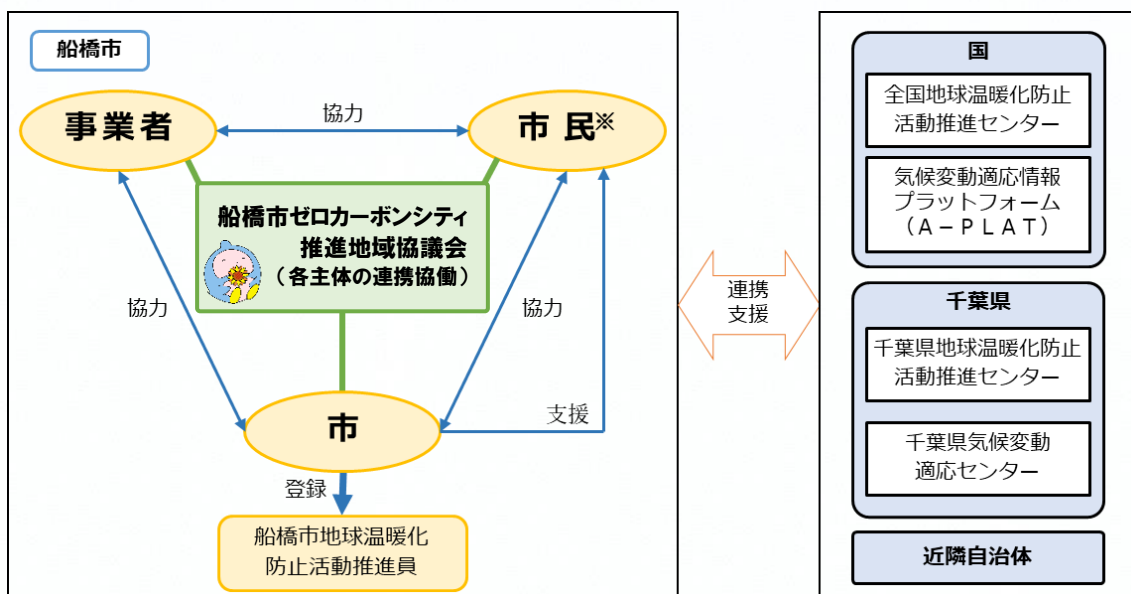 船橋市
事業者
協力
市民※
船橋市ゼロカーボンシティ
推進地域協議会
（各主体の連携協働）
協力
協力
市
支援
登録
船橋市地球温暖化
防止活動推進員
連携
支援
国
全国地球温暖化防止
活動推進センター
気候変動適応情報
プラットフォーム
（Ａ－ＰＬＡＴ）
千葉県
千葉県地球温暖化防止
活動推進センター
千葉県気候変動
適応センター
近隣自治体